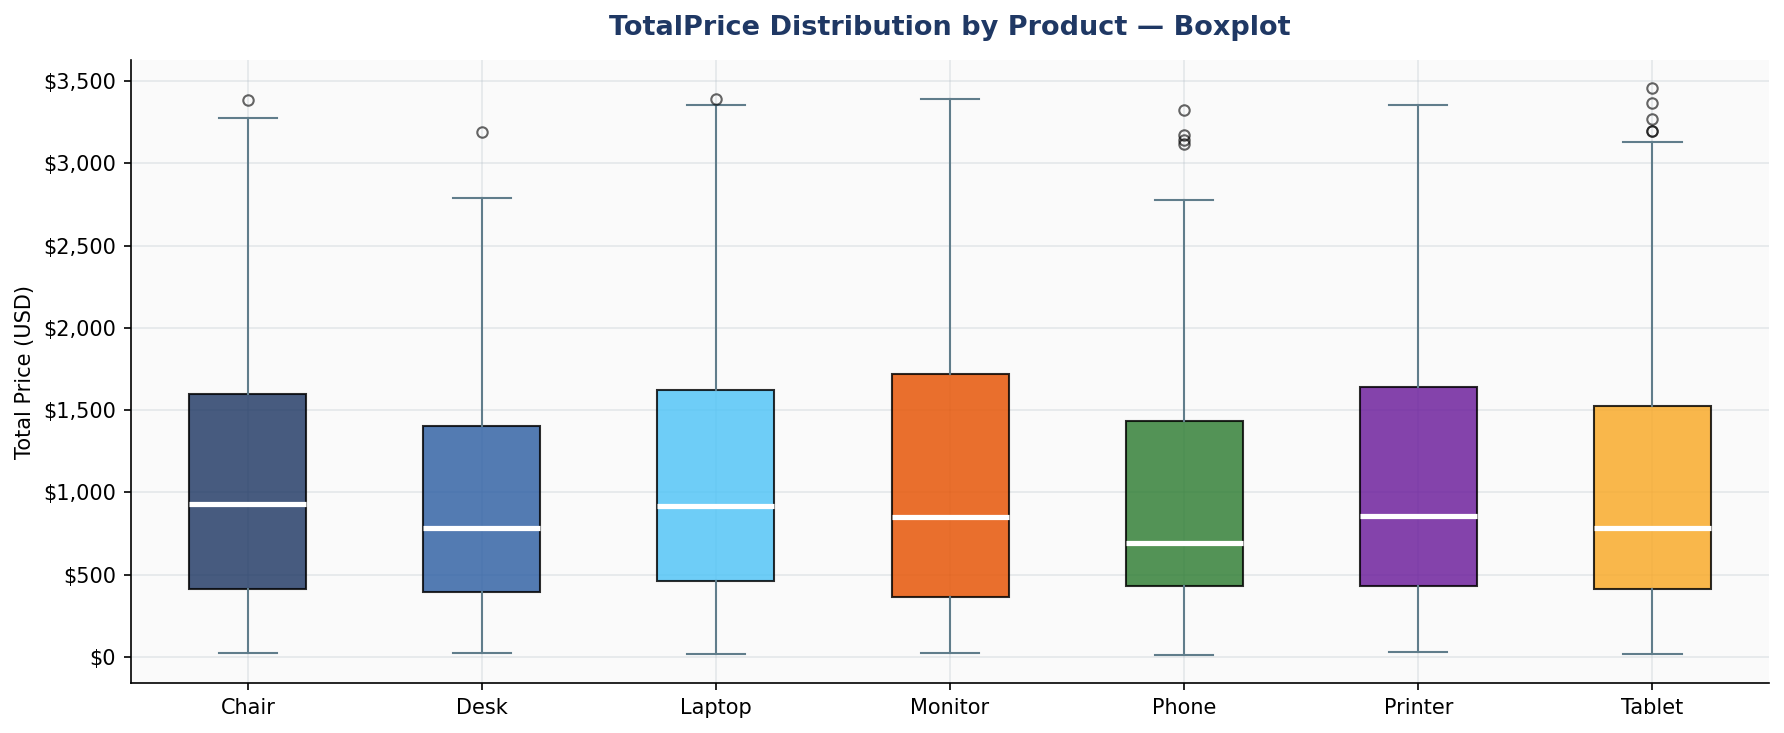 TotalPrice Distribution by Product — Boxplot
Total Price (USD)
$3,500
$3,000
$2,500
$2,000
$1,500
$1,000
$500
$0
Chair Desk Laptop Monitor Phone Printer Tablet